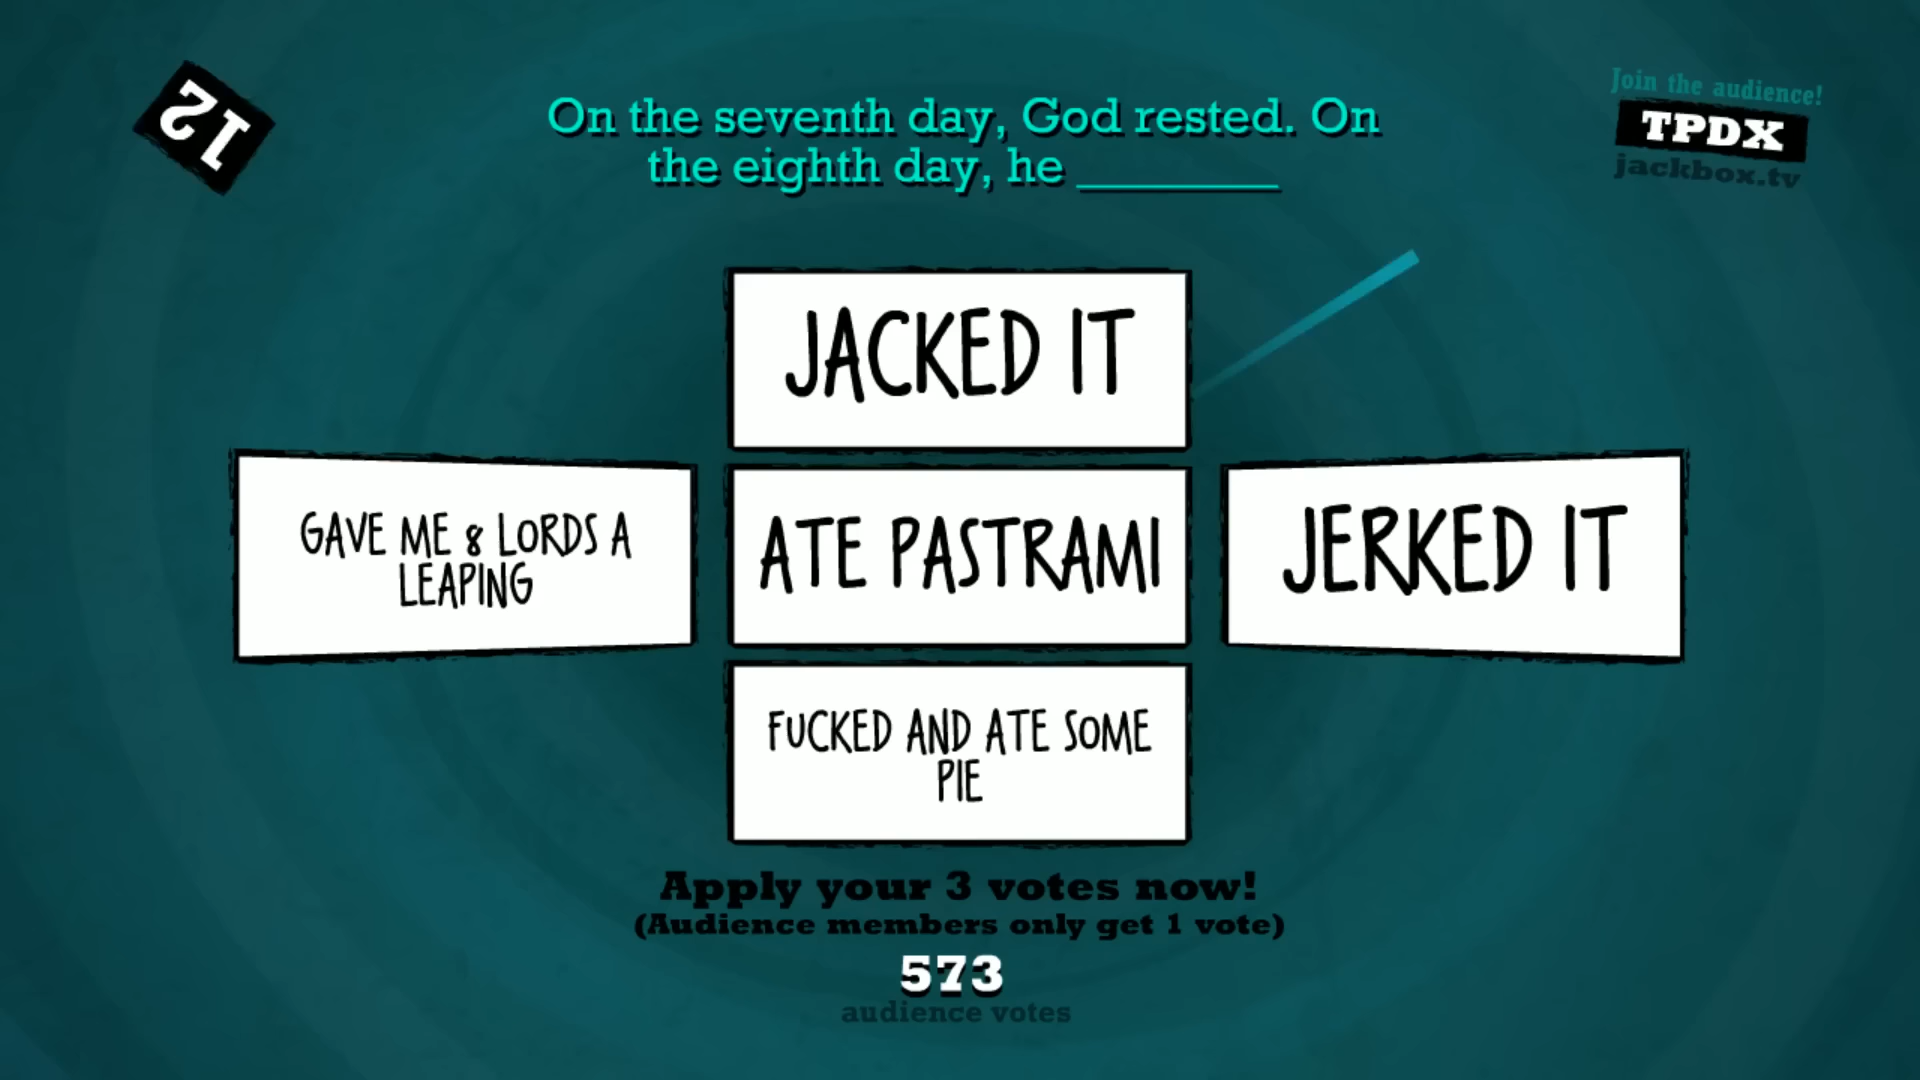 12
On the seventh day, God rested. On
the eighth day, he ________
Join the audience!
TPDX
jackbox.tv
JACKED IT
GAVE ME 8 LORDS A
LEAPING
ATE PASTRAMI
JERKED IT
FUCKED AND ATE SOME
PIE
Apply your 3 votes now!
(Audience members only get 1 vote)
573
audience votes